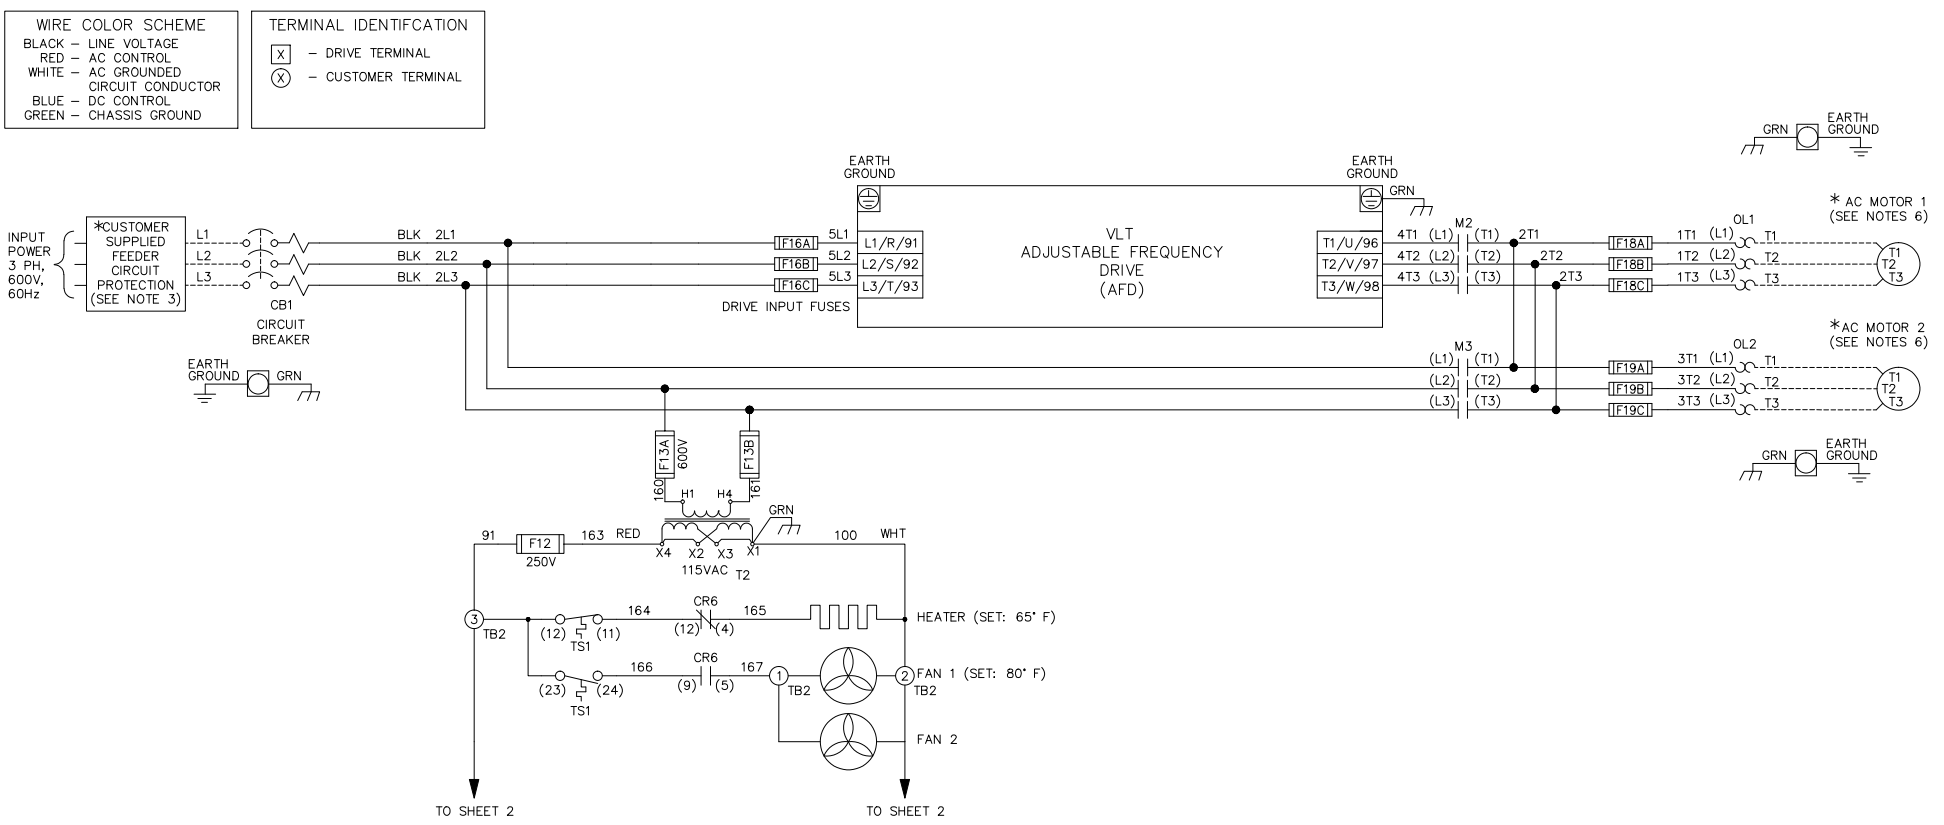 WIRE COLOR SCHEME
BLACK – LINE VOLTAGE
RED – AC CONTROL
WHITE – AC GROUNDED
CIRCUIT CONDUCTOR
BLUE – DC CONTROL
GREEN – CHASSIS GROUND
TERMINAL IDENTIFCATION
X – DRIVE TERMINAL
X – CUSTOMER TERMINAL
INPUT
POWER
3 PH,
600V,
60Hz
*CUSTOMER
SUPPLIED
FEEDER
CIRCUIT
PROTECTION
(SEE NOTE 3)
L1
L2
L3
CB1
CIRCUIT
BREAKER
BLK 2L1
BLK 2L2
BLK 2L3
EARTH
GROUND
GRN
F16A
F16B
F16C
5L1
5L2
5L3
DRIVE INPUT FUSES
EARTH
GROUND
L1/R/91
L2/S/92
L3/T/93
VLT
ADJUSTABLE FREQUENCY
DRIVE
(AFD)
EARTH
GROUND
GRN
T1/U/96
T2/V/97
T3/W/98
M2
4T1 (L1) (T1) 2T1
4T2 (L2) (T2) 2T2
4T3 (L3) (T3) 2T3
F18A
F18B
F18C
OL1
1T1 (L1) T1
1T2 (L2) T2
1T3 (L3) T3
GRN
EARTH
GROUND
* AC MOTOR 1
(SEE NOTES 6)
T1
T2
T3
M3
(L1) (T1)
(L2) (T2)
(L3) (T3)
F19A
F19B
F19C
OL2
3T1 (L1) T1
3T2 (L2) T2
3T3 (L3) T3
* AC MOTOR 2
(SEE NOTES 6)
T1
T2
T3
GRN
EARTH
GROUND
F13A
600V
F13B
160
161
H1 H4
GRN
91
F12
250V
163 RED
X4 X2 X3 X1
115VAC T2
100 WHT
3
TB2
(12) (11)
TS1
164
CR6
(12) (4)
165
HEATER (SET: 65° F)
(23) (24)
TS1
166
CR6
(9) (5)
167
1
TB2
2
TB2
FAN 1 (SET: 80° F)
FAN 2
TO SHEET 2
TO SHEET 2